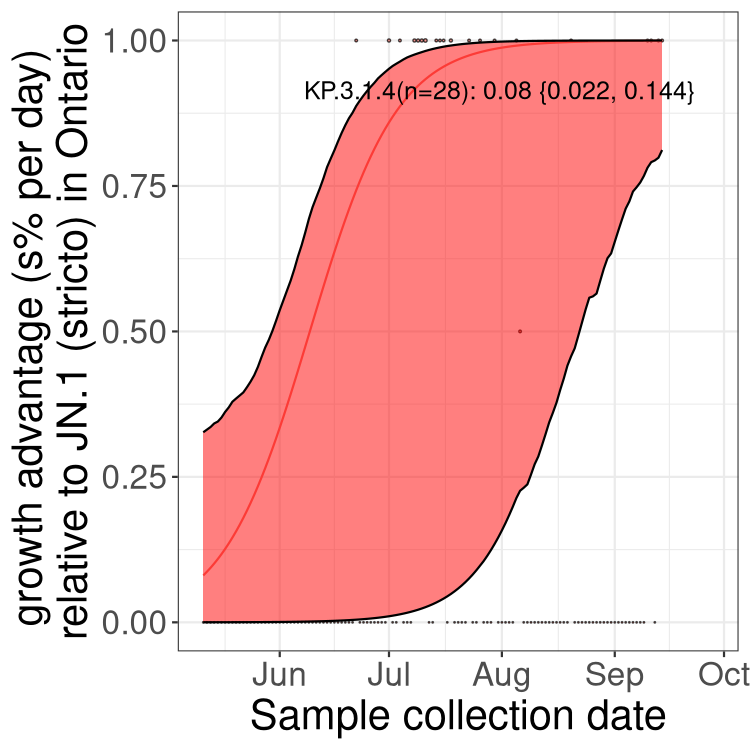 growth advantage (s% per day)
relative to JN.1 (stricto) in Ontario
1.00
0.75
0.50
0.25
0.00
KP.3.1.4(n=28): 0.08 {0.022, 0.144}
Jun Jul Aug Sep Oct
Sample collection date